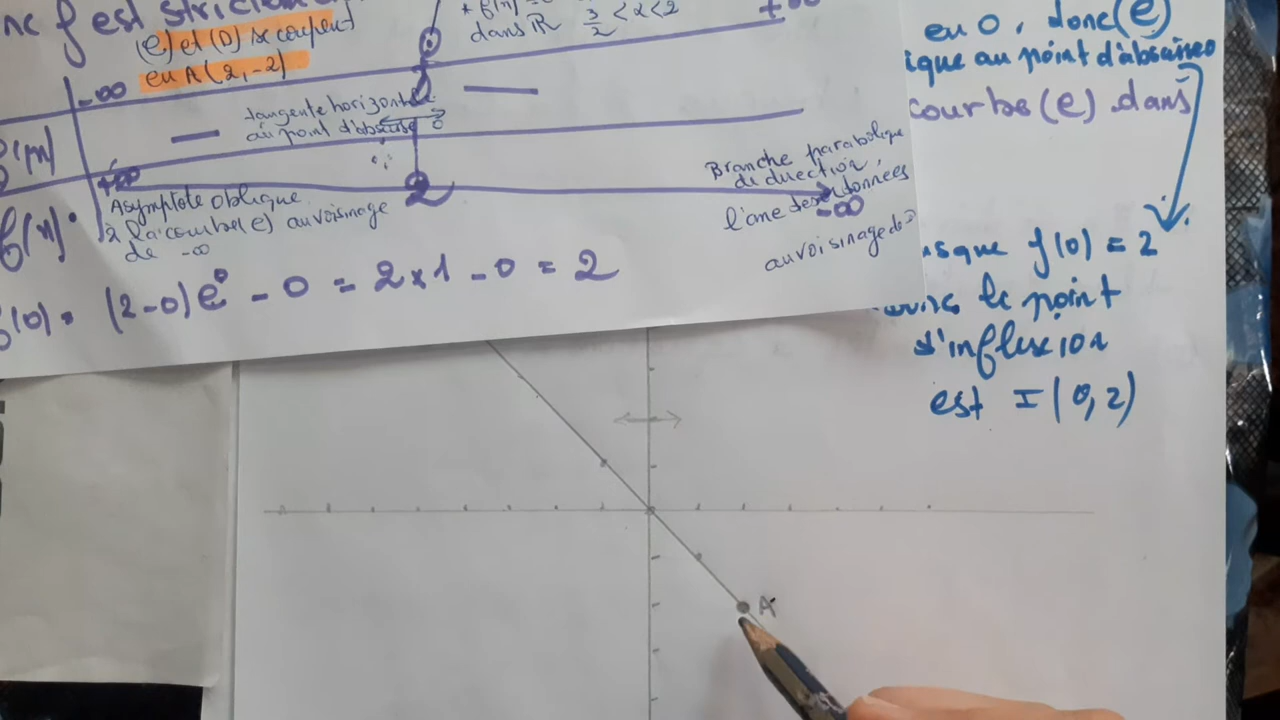 f est strictem
(e) et (D) se coupent
en A(2,-2)
dans ℝ 3/2 < α < 2
+∞
0
-∞
tangente horizontale
au point d'abscisse 0
+∞
2
-∞
Asymptote oblique
à la courbe (e) au voisinage
de -∞
Branche parabolique
de direction
l'axe des ordonnées
au voisinage de
f(x)
(0) = (2-0)e⁰ - 0 = 2×1 - 0 = 2
en 0, donc (e)
ique au point d'abscisse
courbe (e) dans
f(0) = 2
le point
d'inflexion
est I(0,2)
A